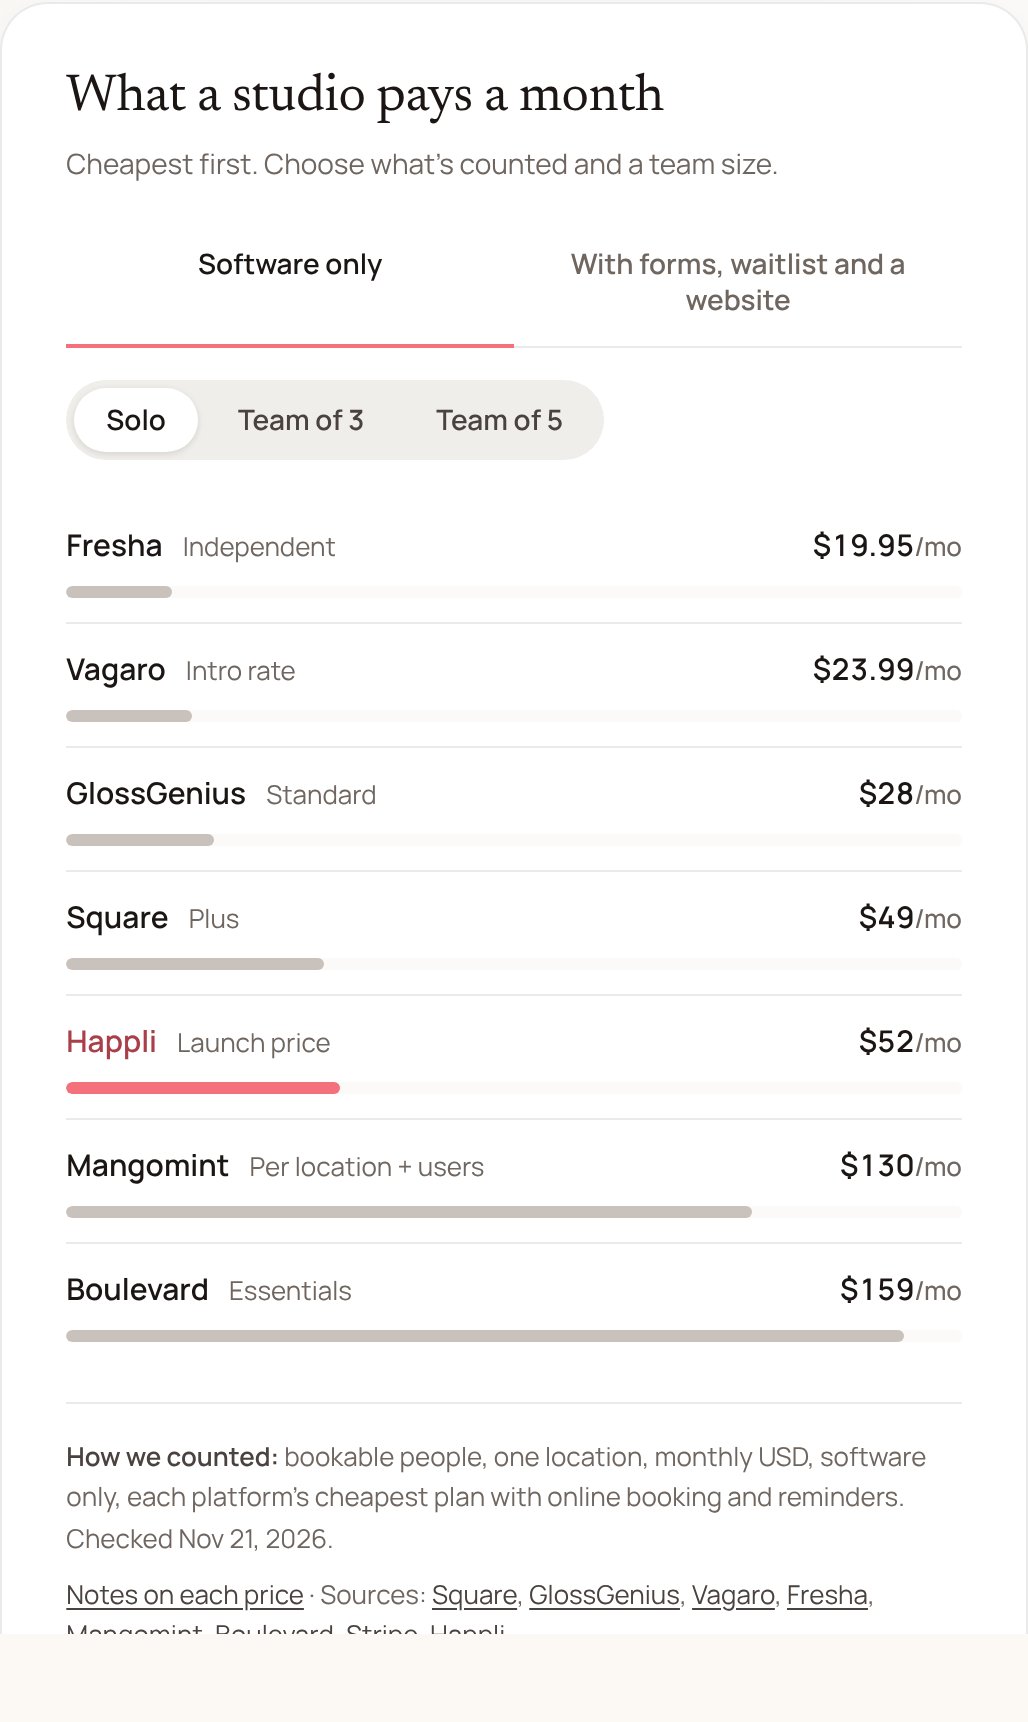 What a studio pays a month
Cheapest first. Choose what's counted and a team size.
Software only
With forms, waitlist and a
website
Solo
Team of 3
Team of 5
Fresha Independent $19.95/mo
Vagaro Intro rate $23.99/mo
GlossGenius Standard $28/mo
Square Plus $49/mo
Happli Launch price $52/mo
Mangomint Per location + users $130/mo
Boulevard Essentials $159/mo
How we counted: bookable people, one location, monthly USD, software
only, each platform's cheapest plan with online booking and reminders.
Checked Nov 21, 2026.
Notes on each price · Sources: Square, GlossGenius, Vagaro, Fresha,
Mangomint, Boulevard, Stripe, Happli